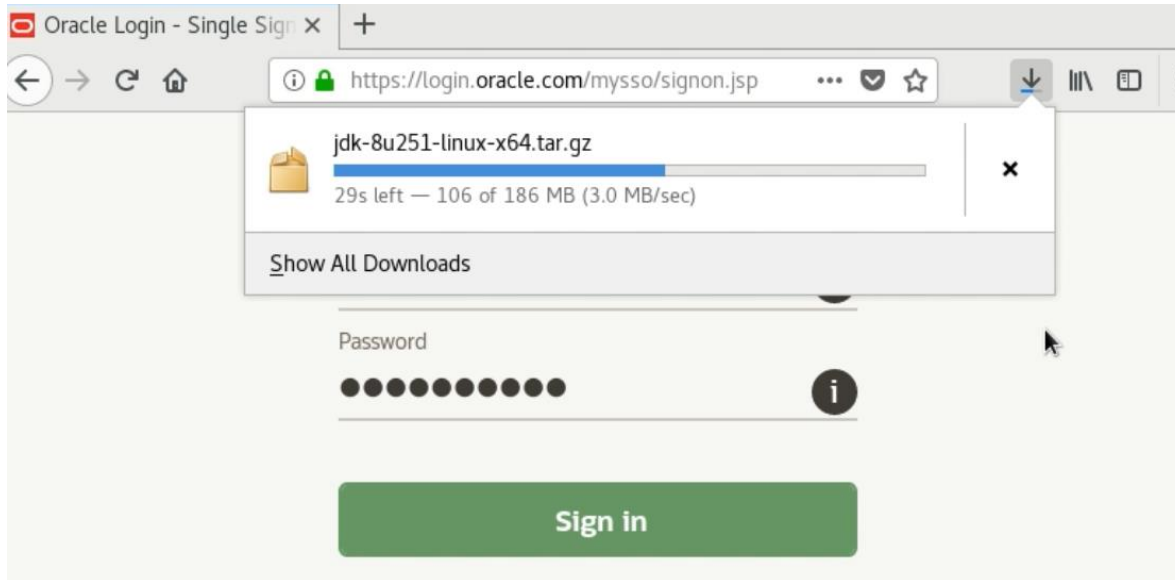 Oracle Login - Single Sign
https://login.oracle.com/mysso/signon.jsp
jdk-8u251-linux-x64.tar.gz
29s left — 106 of 186 MB (3.0 MB/sec)
Show All Downloads
Password
Sign in